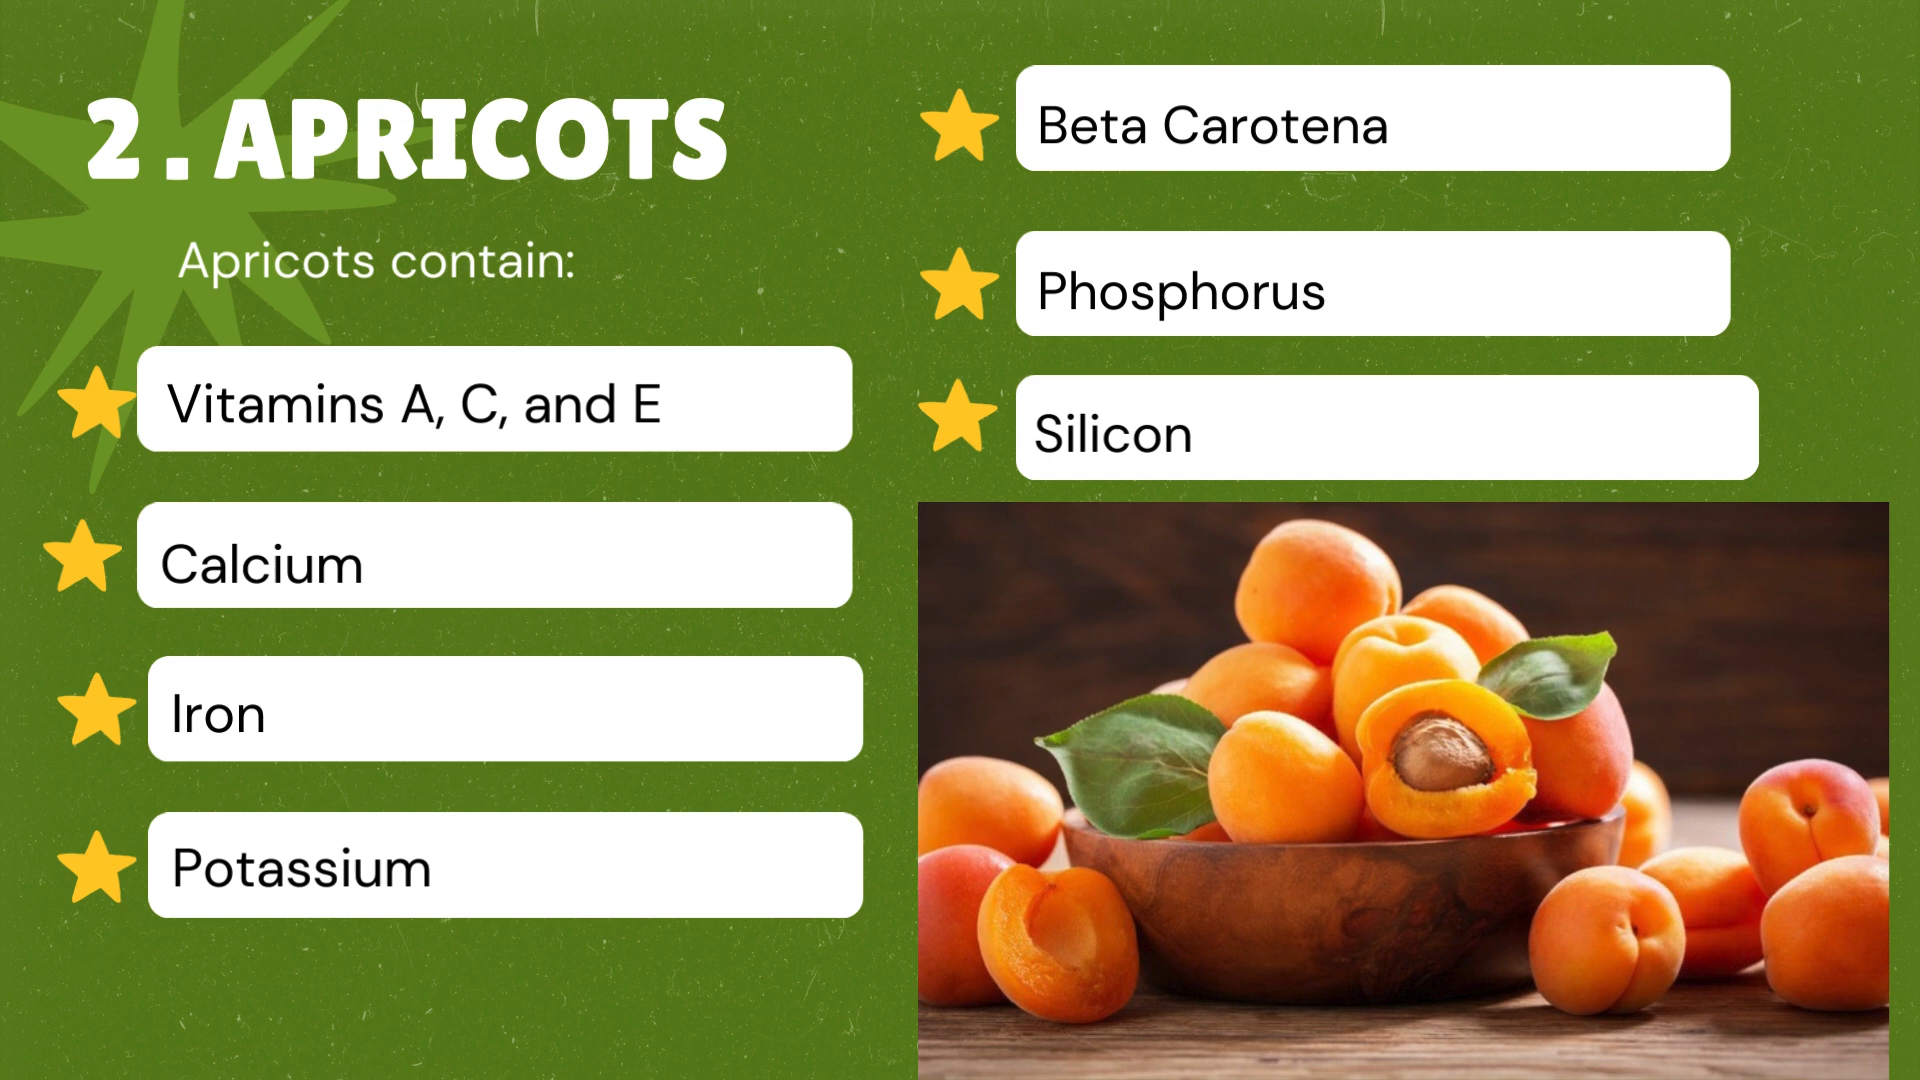 2. APRICOTS
Apricots contain:
Vitamins A, C, and E
Calcium
Iron
Potassium
Beta Carotena
Phosphorus
Silicon